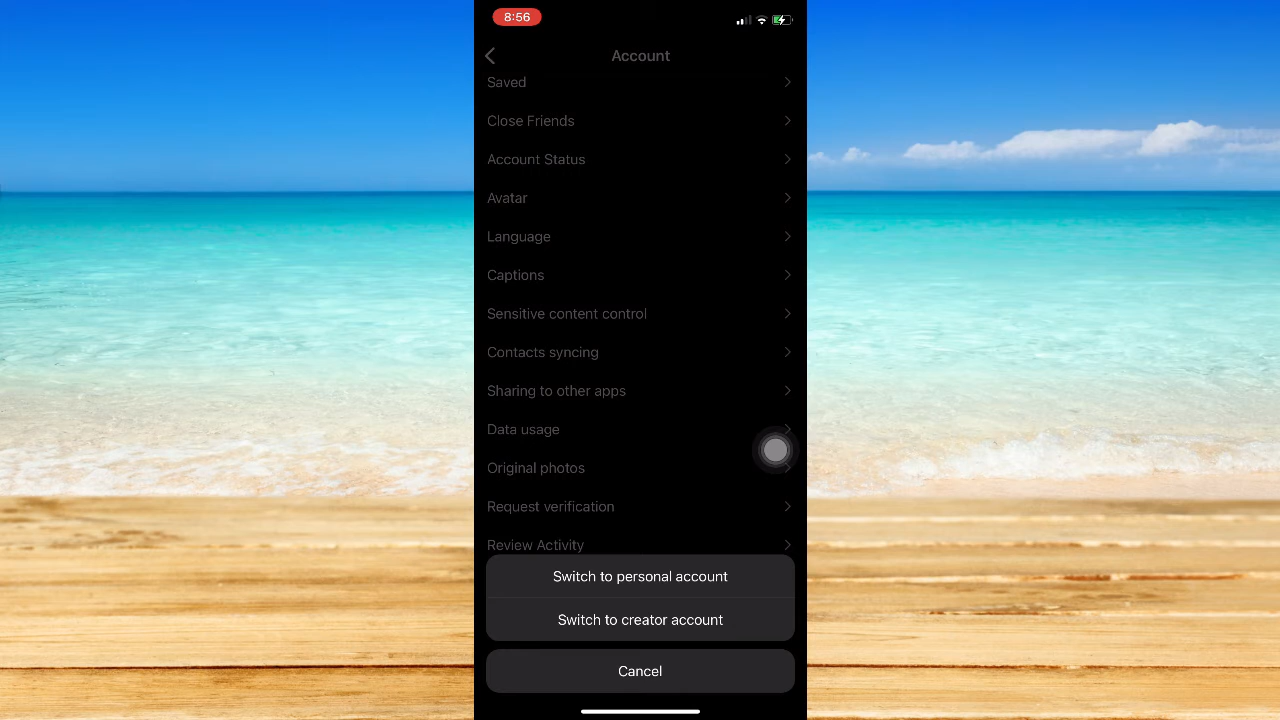 8:56
Account
Saved
Close Friends
Account Status
Avatar
Language
Captions
Sensitive content control
Contacts syncing
Sharing to other apps
Data usage
Original photos
Request verification
Review Activity
Switch to personal account
Switch to creator account
Cancel